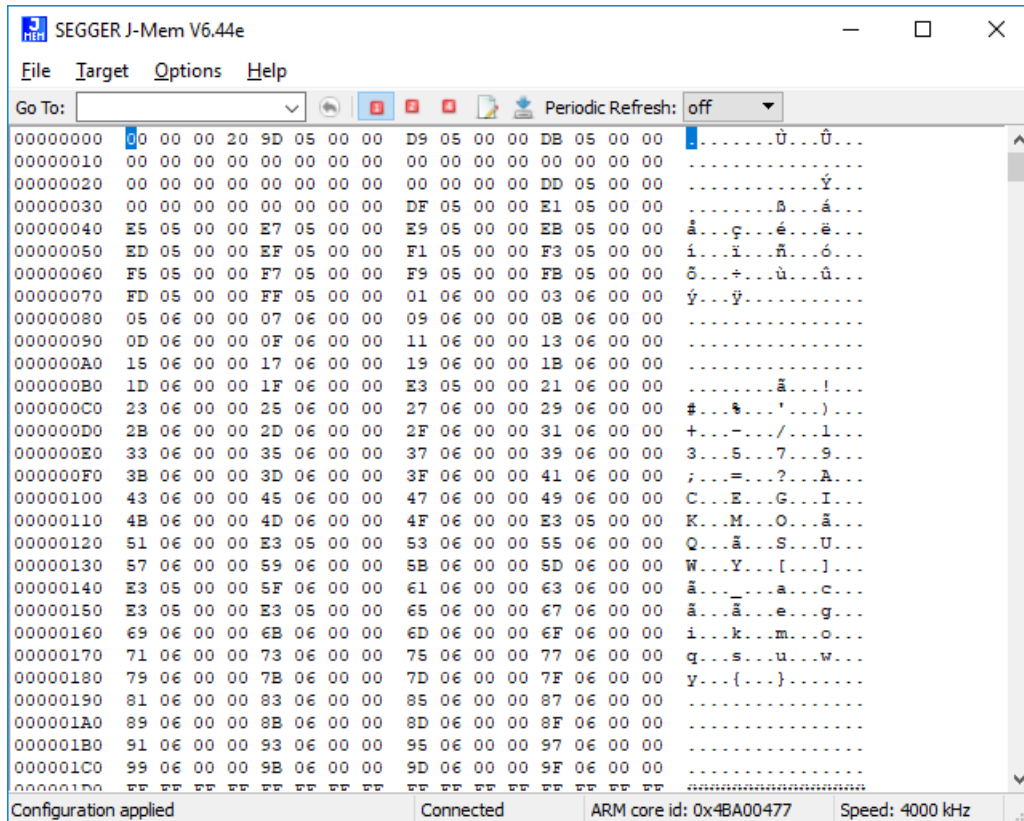 SEGGER J-Mem V6.44e
File Target Options Help
Go To: Periodic Refresh: off
00000000 00 00 00 20 9D 05 00 00 D9 05 00 00 DB 05 00 00 ........Ù...Û...
00000010 00 00 00 00 00 00 00 00 00 00 00 00 00 00 00 00 ................
00000020 00 00 00 00 00 00 00 00 00 00 00 00 DD 05 00 00 ............Ý...
00000030 00 00 00 00 00 00 00 00 DF 05 00 00 E1 05 00 00 ........ß...á...
00000040 E5 05 00 00 E7 05 00 00 E9 05 00 00 EB 05 00 00 å...ç...é...ë...
00000050 ED 05 00 00 EF 05 00 00 F1 05 00 00 F3 05 00 00 í...ï...ñ...ó...
00000060 F5 05 00 00 F7 05 00 00 F9 05 00 00 FB 05 00 00 õ...÷...ù...û...
00000070 FD 05 00 00 FF 05 00 00 01 06 00 00 03 06 00 00 ý...ÿ...........
00000080 05 06 00 00 07 06 00 00 09 06 00 00 0B 06 00 00 ................
00000090 0D 06 00 00 0F 06 00 00 11 06 00 00 13 06 00 00 ................
000000A0 15 06 00 00 17 06 00 00 19 06 00 00 1B 06 00 00 ................
000000B0 1D 06 00 00 1F 06 00 00 E3 05 00 00 21 06 00 00 ........ã...!...
000000C0 23 06 00 00 25 06 00 00 27 06 00 00 29 06 00 00 #...%...'...)...
000000D0 2B 06 00 00 2D 06 00 00 2F 06 00 00 31 06 00 00 +...-.../...1...
000000E0 33 06 00 00 35 06 00 00 37 06 00 00 39 06 00 00 3...5...7...9...
000000F0 3B 06 00 00 3D 06 00 00 3F 06 00 00 41 06 00 00 ;...=...?...A...
00000100 43 06 00 00 45 06 00 00 47 06 00 00 49 06 00 00 C...E...G...I...
00000110 4B 06 00 00 4D 06 00 00 4F 06 00 00 E3 05 00 00 K...M...O...ã...
00000120 51 06 00 00 E3 05 00 00 53 06 00 00 55 06 00 00 Q...ã...S...U...
00000130 57 06 00 00 59 06 00 00 5B 06 00 00 5D 06 00 00 W...Y...[...]...
00000140 E3 05 00 00 5F 06 00 00 61 06 00 00 63 06 00 00 ã..._...a...c...
00000150 E3 05 00 00 E3 05 00 00 65 06 00 00 67 06 00 00 ã...ã...e...g...
00000160 69 06 00 00 6B 06 00 00 6D 06 00 00 6F 06 00 00 i...k...m...o...
00000170 71 06 00 00 73 06 00 00 75 06 00 00 77 06 00 00 q...s...u...w...
00000180 79 06 00 00 7B 06 00 00 7D 06 00 00 7F 06 00 00 y...{...}.......
00000190 81 06 00 00 83 06 00 00 85 06 00 00 87 06 00 00 ................
000001A0 89 06 00 00 8B 06 00 00 8D 06 00 00 8F 06 00 00 ................
000001B0 91 06 00 00 93 06 00 00 95 06 00 00 97 06 00 00 ................
000001C0 99 06 00 00 9B 06 00 00 9D 06 00 00 9F 06 00 00 ................
Configuration applied Connected ARM core id: 0x4BA00477 Speed: 4000 kHz